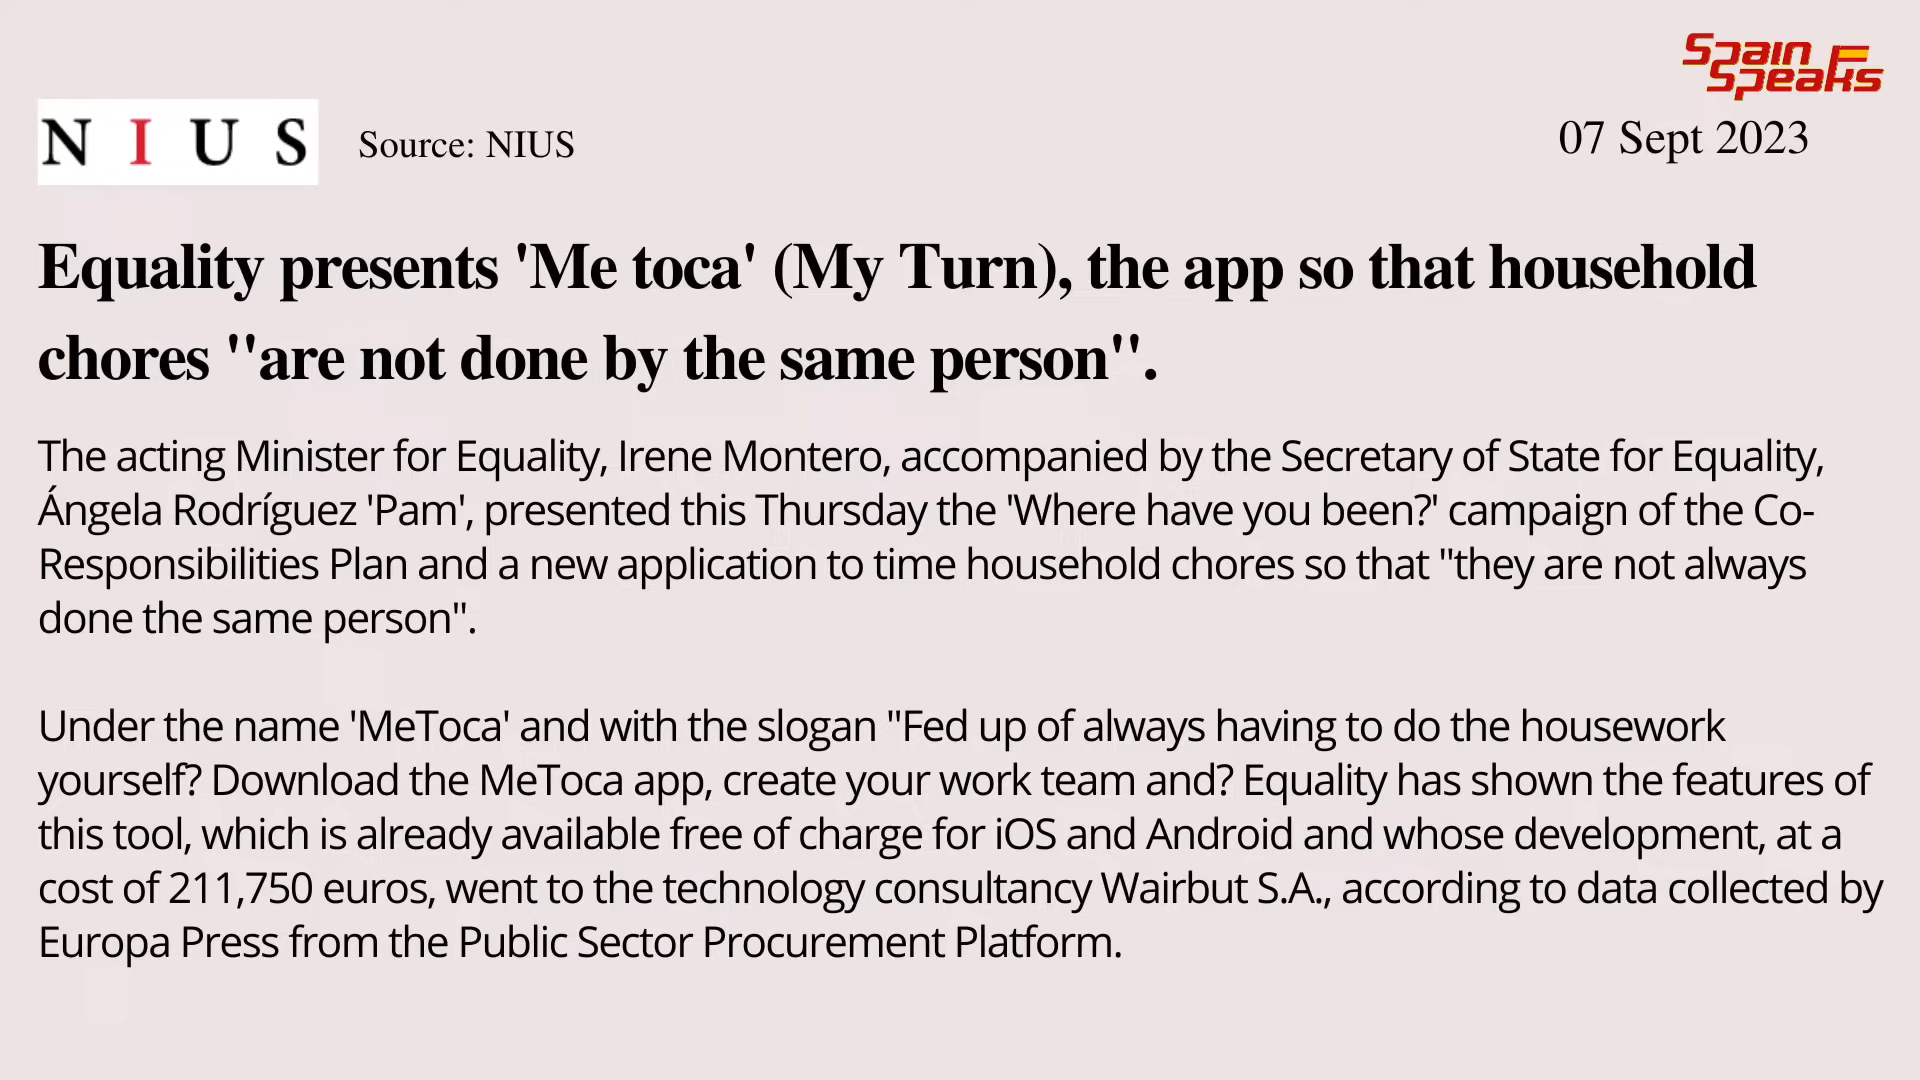 Spain
Speaks
N I U S
Source: NIUS
07 Sept 2023
Equality presents 'Me toca' (My Turn), the app so that household
chores "are not done by the same person".
The acting Minister for Equality, Irene Montero, accompanied by the Secretary of State for Equality,
Ángela Rodríguez 'Pam', presented this Thursday the 'Where have you been?' campaign of the Co-
Responsibilities Plan and a new application to time household chores so that "they are not always
done the same person".
Under the name 'MeToca' and with the slogan "Fed up of always having to do the housework
yourself? Download the MeToca app, create your work team and? Equality has shown the features of
this tool, which is already available free of charge for iOS and Android and whose development, at a
cost of 211,750 euros, went to the technology consultancy Wairbut S.A., according to data collected by
Europa Press from the Public Sector Procurement Platform.